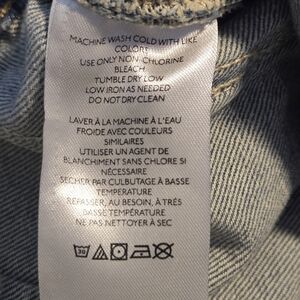 MACHINE WASH COLD WITH LIKE
COLORS
USE ONLY NON-CHLORINE
BLEACH
TUMBLE DRY LOW
LOW IRON AS NEEDED
DO NOT DRY CLEAN
LAVER À LA MACHINE À L'EAU
FROIDE AVEC COULEURS
SIMILAIRES
UTILISER UN AGENT DE
BLANCHIMENT SANS CHLORE SI
NÉCESSAIRE
SECHER PAR CULBUTAGE À BASSE
TEMPÉRATURE
REPASSER, AU BESOIN, À TRÈS
BASSE TEMPÉRATURE
NE PAS NETTOYER À SEC
30